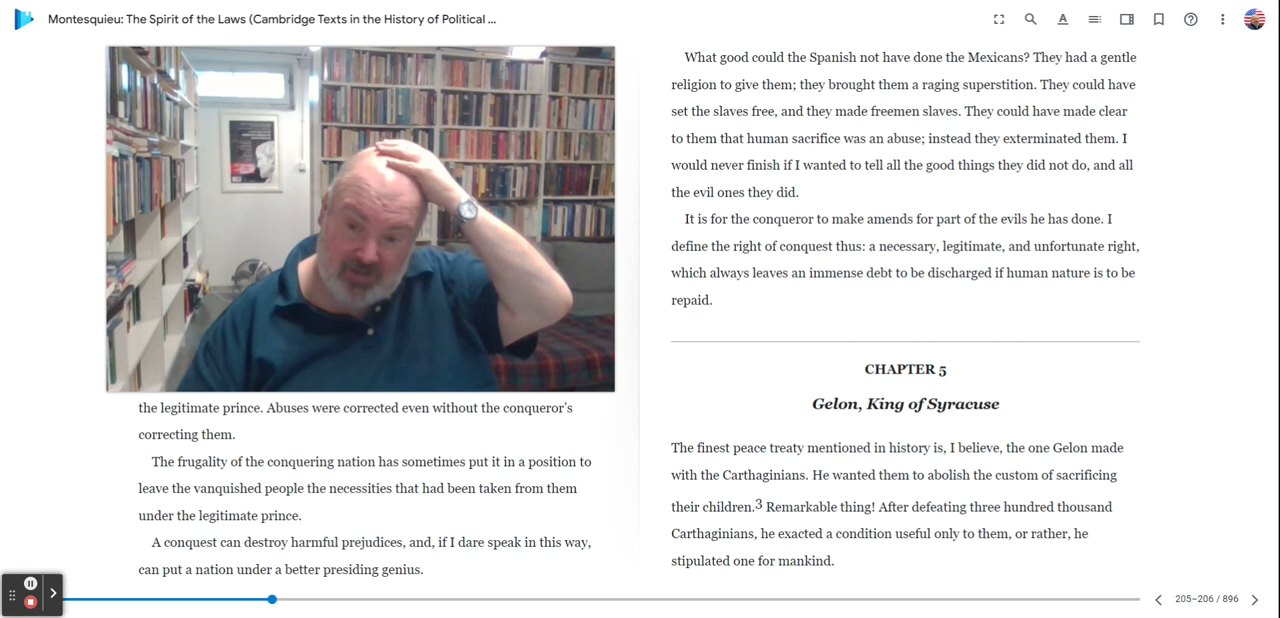 Montesquieu: The Spirit of the Laws (Cambridge Texts in the History of Political ...
the legitimate prince. Abuses were corrected even without the conqueror's
correcting them.
The frugality of the conquering nation has sometimes put it in a position to
leave the vanquished people the necessities that had been taken from them
under the legitimate prince.
A conquest can destroy harmful prejudices, and, if I dare speak in this way,
can put a nation under a better presiding genius.
What good could the Spanish not have done the Mexicans? They had a gentle
religion to give them; they brought them a raging superstition. They could have
set the slaves free, and they made freemen slaves. They could have made clear
to them that human sacrifice was an abuse; instead they exterminated them. I
would never finish if I wanted to tell all the good things they did not do, and all
the evil ones they did.
It is for the conqueror to make amends for part of the evils he has done. I
define the right of conquest thus: a necessary, legitimate, and unfortunate right,
which always leaves an immense debt to be discharged if human nature is to be
repaid.
CHAPTER 5
Gelon, King of Syracuse
The finest peace treaty mentioned in history is, I believe, the one Gelon made
with the Carthaginians. He wanted them to abolish the custom of sacrificing
their children.3 Remarkable thing! After defeating three hundred thousand
Carthaginians, he exacted a condition useful only to them, or rather, he
stipulated one for mankind.
205–206 / 896